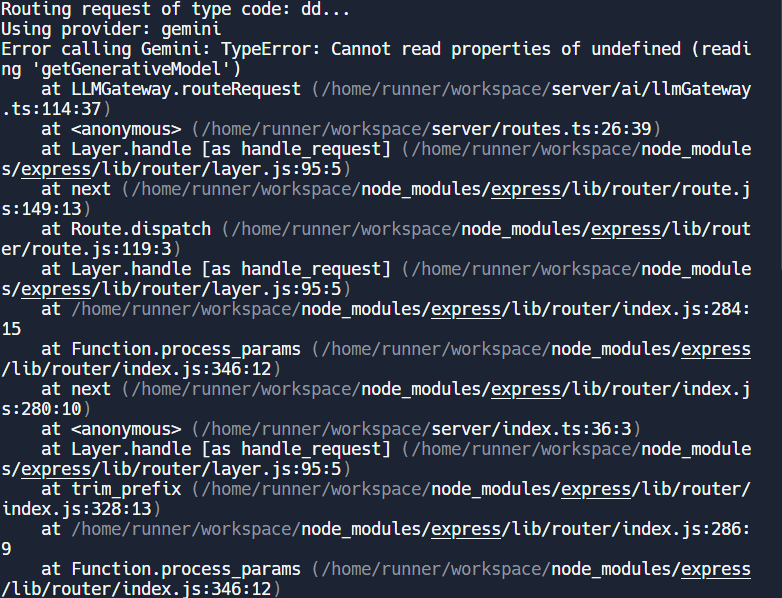 Routing request of type code: dd...
Using provider: gemini
Error calling Gemini: TypeError: Cannot read properties of undefined (readi
ng 'getGenerativeModel')
    at LLMGateway.routeRequest (/home/runner/workspace/server/ai/llmGateway
.ts:114:37)
    at <anonymous> (/home/runner/workspace/server/routes.ts:26:39)
    at Layer.handle [as handle_request] (/home/runner/workspace/node_module
s/express/lib/router/layer.js:95:5)
    at next (/home/runner/workspace/node_modules/express/lib/router/route.j
s:149:13)
    at Route.dispatch (/home/runner/workspace/node_modules/express/lib/rout
er/route.js:119:3)
    at Layer.handle [as handle_request] (/home/runner/workspace/node_module
s/express/lib/router/layer.js:95:5)
    at /home/runner/workspace/node_modules/express/lib/router/index.js:284:
15
    at Function.process_params (/home/runner/workspace/node_modules/express
/lib/router/index.js:346:12)
    at next (/home/runner/workspace/node_modules/express/lib/router/index.j
s:280:10)
    at <anonymous> (/home/runner/workspace/server/index.ts:36:3)
    at Layer.handle [as handle_request] (/home/runner/workspace/node_module
s/express/lib/router/layer.js:95:5)
    at trim_prefix (/home/runner/workspace/node_modules/express/lib/router/
index.js:328:13)
    at /home/runner/workspace/node_modules/express/lib/router/index.js:286:
9
    at Function.process_params (/home/runner/workspace/node_modules/express
/lib/router/index.js:346:12)